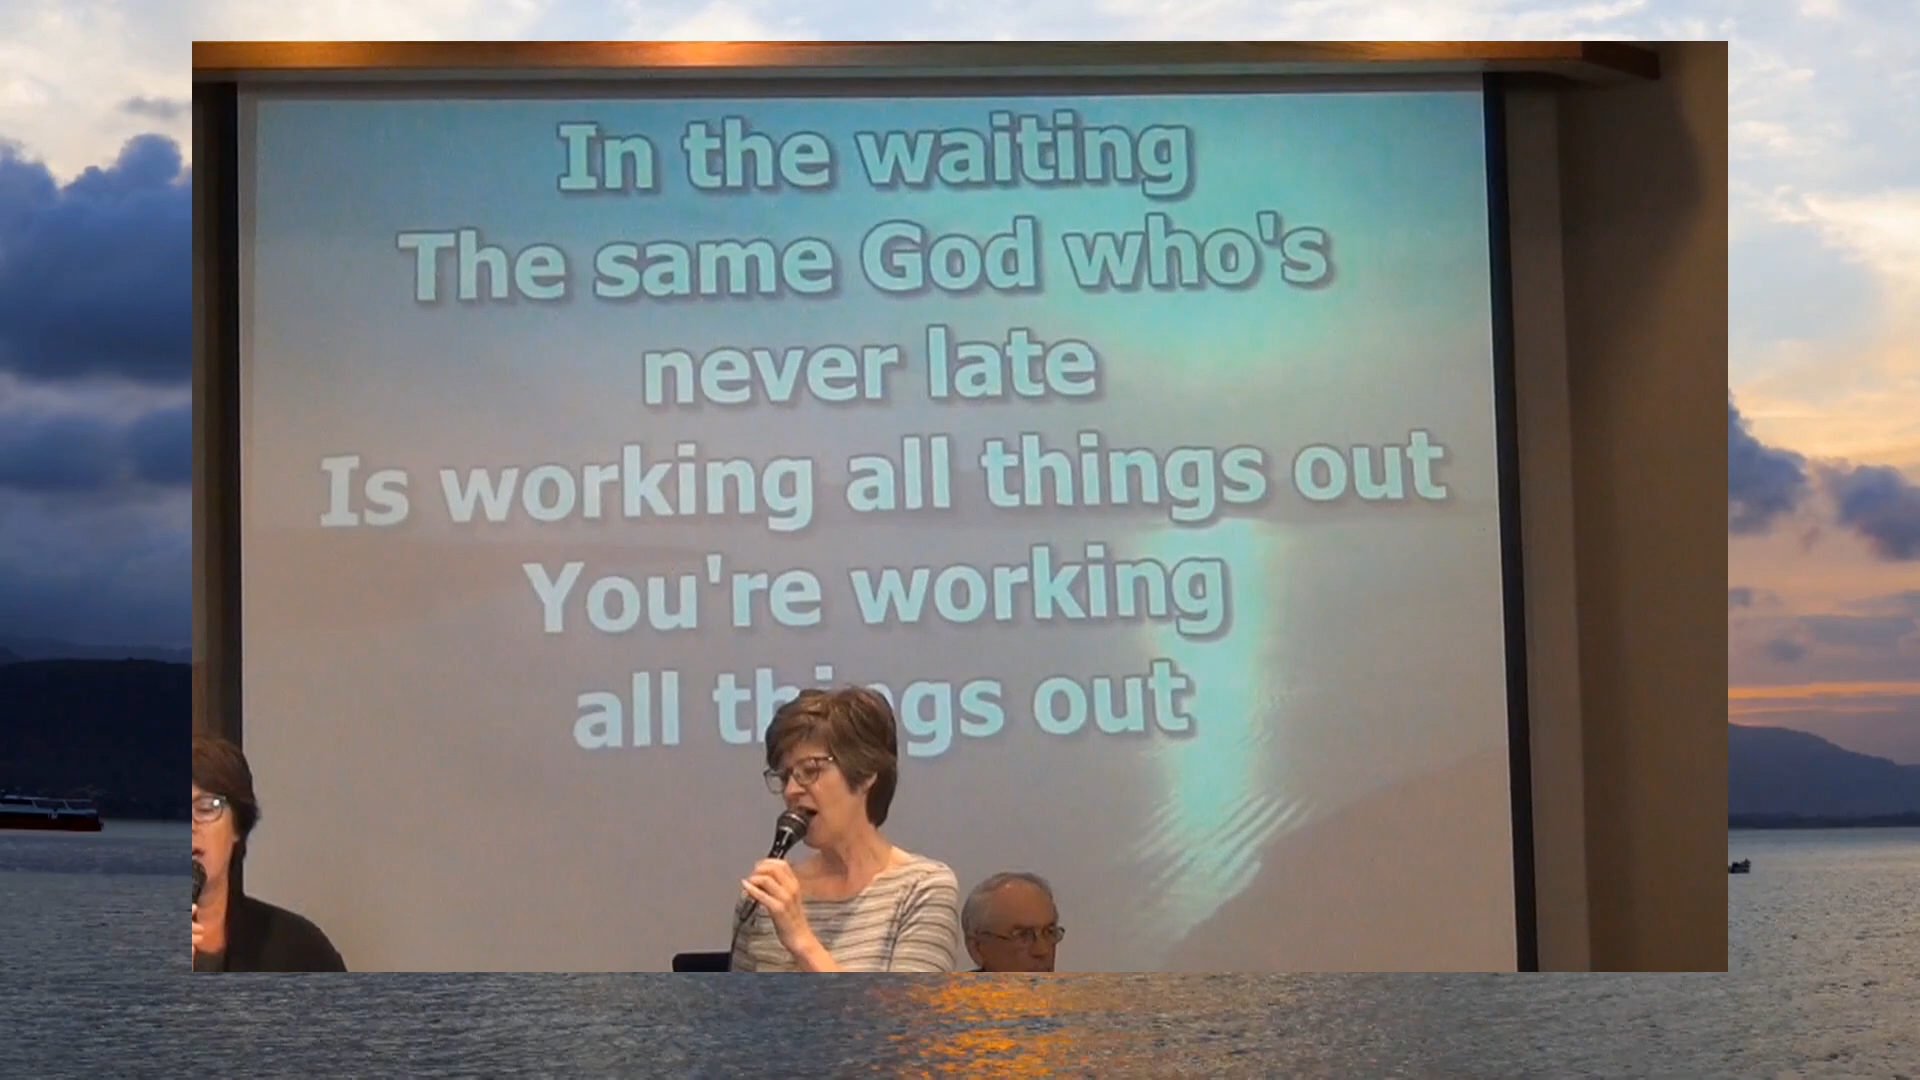 In the waiting
The same God who's
never late
Is working all things out
You're working
all things out